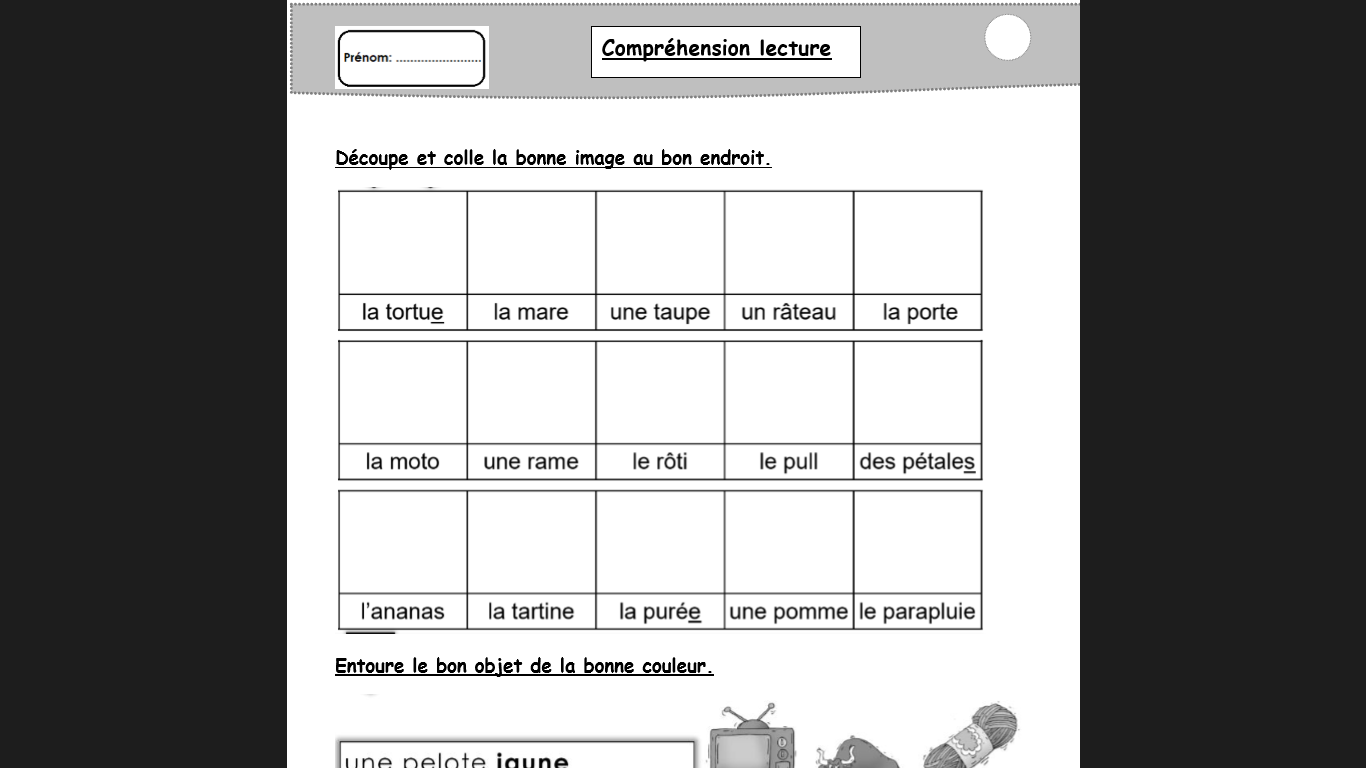 Prénom: ........................
Compréhension lecture
Découpe et colle la bonne image au bon endroit.
la tortue la mare une taupe un râteau la porte
la moto une rame le rôti le pull des pétales
l'ananas la tartine la purée une pomme le parapluie
Entoure le bon objet de la bonne couleur.
une pelote jaune